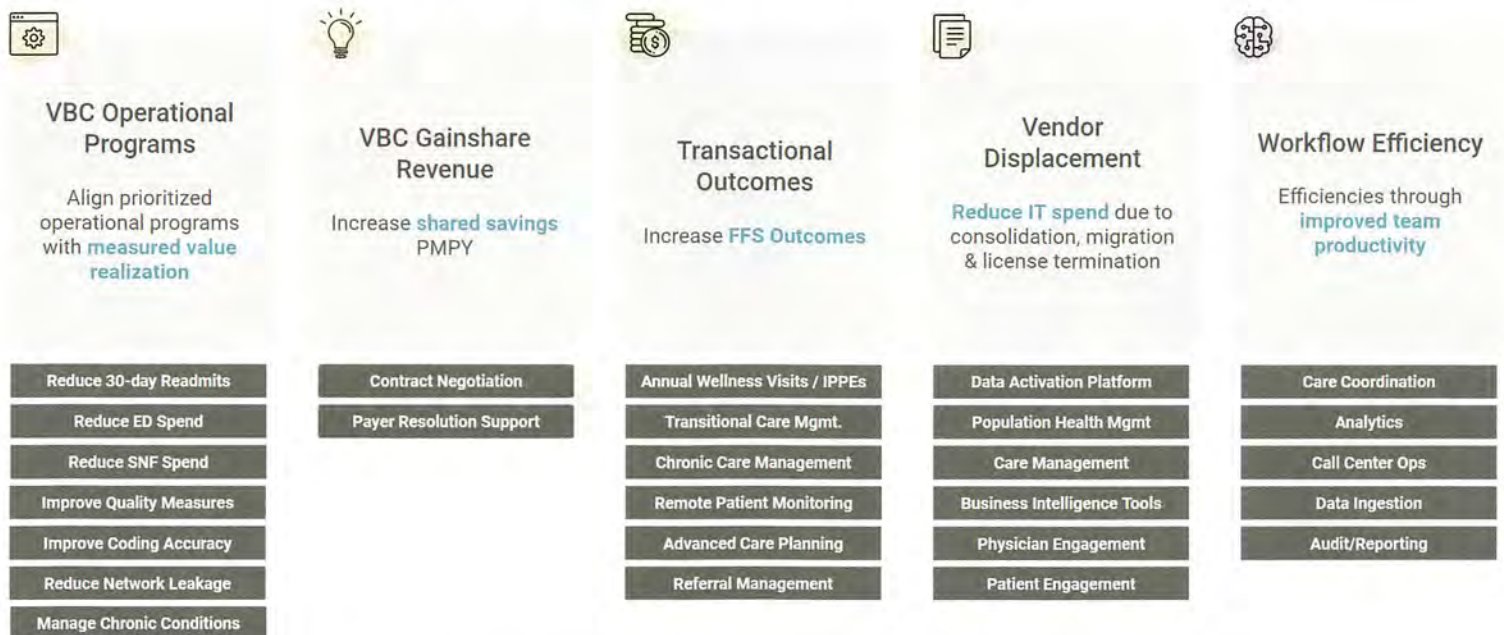 VBC Operational
Programs
Align prioritized
operational programs
with measured value
realization
Reduce 30-day Readmits
Reduce ED Spend
Reduce SNF Spend
Improve Quality Measures
Improve Coding Accuracy
Reduce Network Leakage
Manage Chronic Conditions
VBC Gainshare
Revenue
Increase shared savings
PMPY
Contract Negotiation
Payer Resolution Support
$
Transactional
Outcomes
Increase FFS Outcomes
Annual Wellness Visits / IPPEs
Transitional Care Mgmt.
Chronic Care Management
Remote Patient Monitoring
Advanced Care Planning
Referral Management
Vendor
Displacement
Reduce IT spend due to
consolidation, migration
& license termination
Data Activation Platform
Population Health Mgmt
Care Management
Business Intelligence Tools
Physician Engagement
Patient Engagement
Workflow Efficiency
Efficiencies through
improved team
productivity
Care Coordination
Analytics
Call Center Ops
Data Ingestion
Audit/Reporting